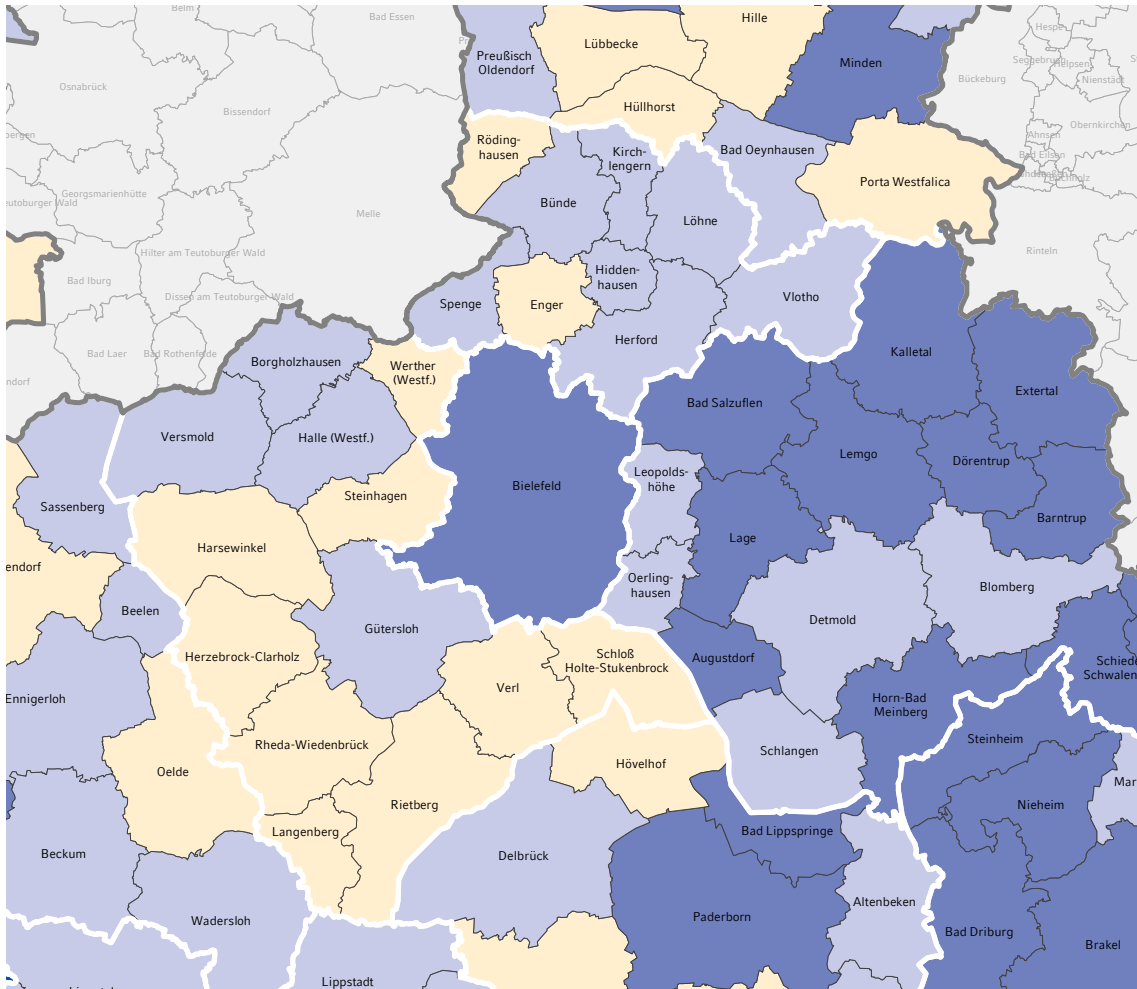 Belm
Bad Essen
Hille
Hespe
Lübbecke
Preußisch
Oldendorf
Minden
Seggebruch
Helpsen
Bückeburg
Nienstädt
Osnabrück
Bissendorf
Hüllhorst
Obernkirchen
Röding-
hausen
Kirch-
lengern
Bad Oeynhausen
Ahnsen
Bad Eilsen
Buchholz
Porta Westfalica
Georgsmarienhütte
Melle
Bünde
Löhne
Hilter am Teutoburger Wald
Rinteln
Bad Iburg
Hidden-
hausen
Dissen am Teutoburger Wald
Spenge
Enger
Vlotho
Herford
Bad Laer
Bad Rothenfelde
Borgholzhausen
Kalletal
Werther
(Westf.)
Extertal
Bad Salzuflen
Versmold
Halle (Westf.)
Lemgo
Dörentrup
Leopolds-
höhe
Bielefeld
Steinhagen
Sassenberg
Barntrup
Lage
Harsewinkel
endorf
Oerling-
hausen
Blomberg
Beelen
Detmold
Gütersloh
Herzebrock-Clarholz
Schloß
Holte-Stukenbrock
Augustdorf
Schiede
Schwalen
Ennigerloh
Verl
Horn-Bad
Meinberg
Rheda-Wiedenbrück
Steinheim
Schlangen
Oelde
Hövelhof
Mar
Rietberg
Nieheim
Langenberg
Bad Lippspringe
Beckum
Delbrück
Altenbeken
Wadersloh
Paderborn
Bad Driburg
Brakel
Lippstadt